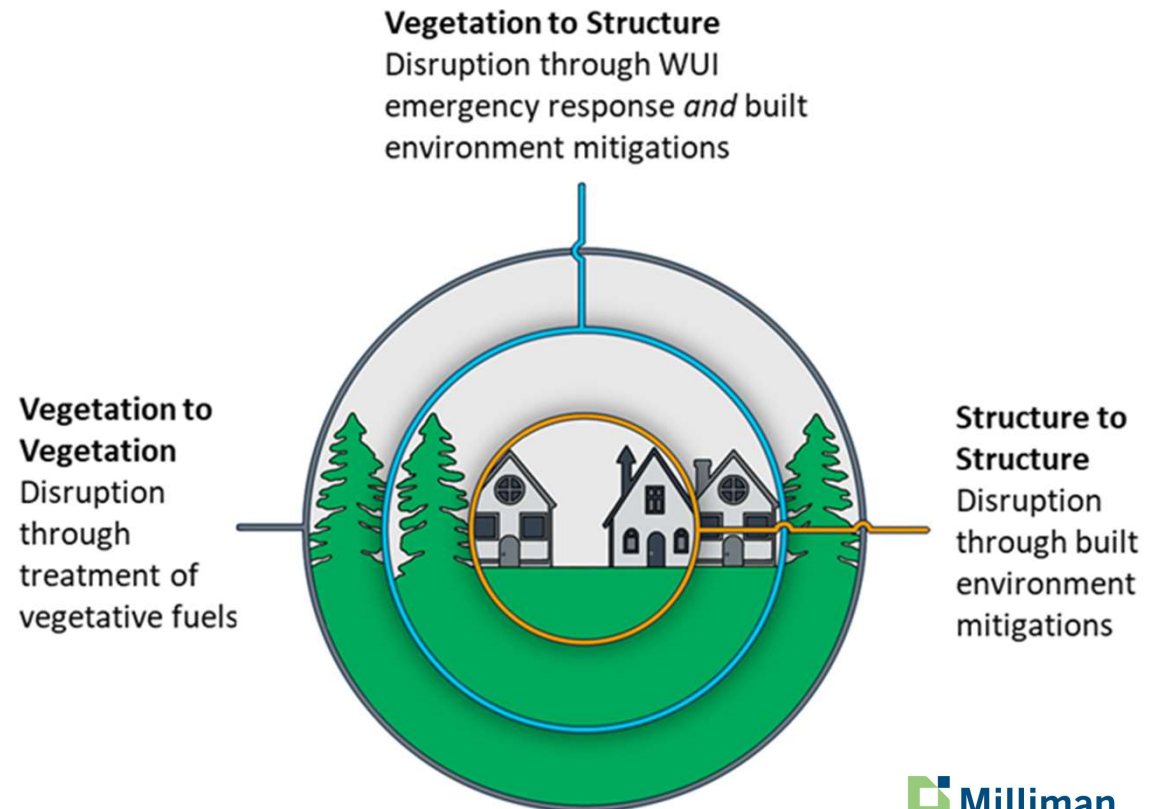 Vegetation to Structure
Disruption through WUI
emergency response and built
environment mitigations
Vegetation to
Vegetation
Disruption
through
treatment of
vegetative fuels
Structure to
Structure
Disruption
through built
environment
mitigations
Milliman